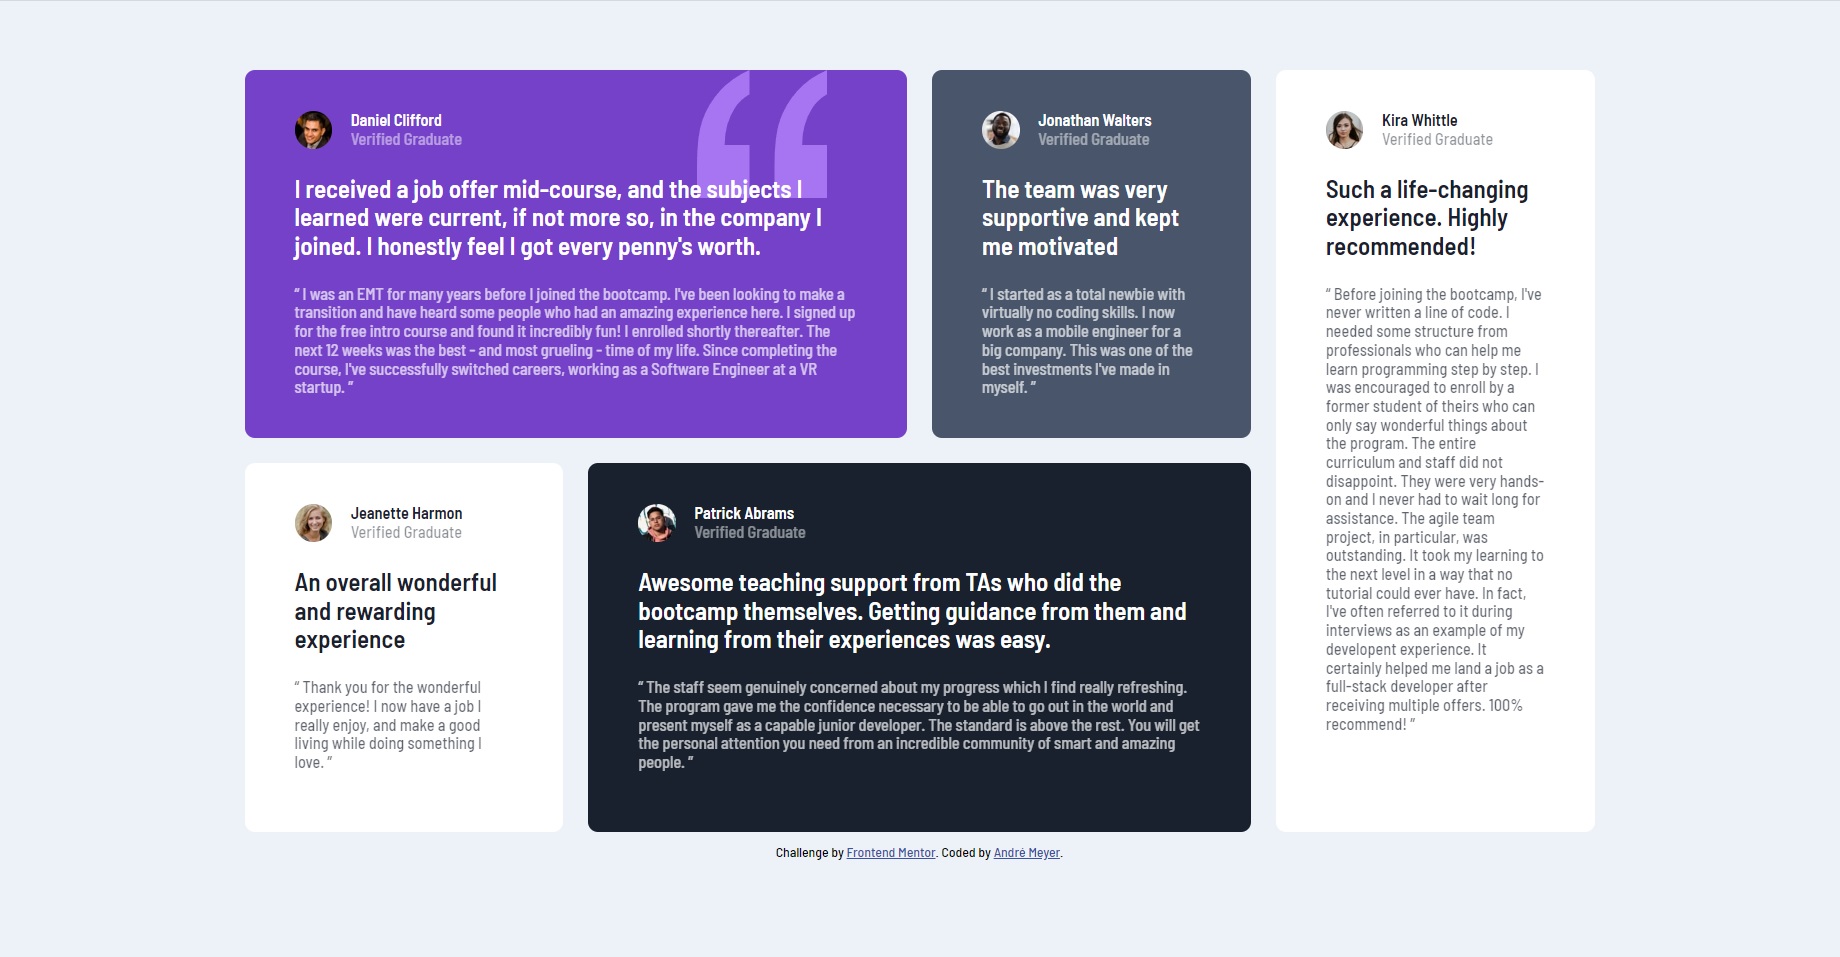 Daniel Clifford
Verified Graduate
I received a job offer mid-course, and the subjects I
learned were current, if not more so, in the company I
joined. I honestly feel I got every penny's worth.
“ I was an EMT for many years before I joined the bootcamp. I've been looking to make a
transition and have heard some people who had an amazing experience here. I signed up
for the free intro course and found it incredibly fun! I enrolled shortly thereafter. The
next 12 weeks was the best - and most grueling - time of my life. Since completing the
course, I've successfully switched careers, working as a Software Engineer at a VR
startup. ”
Jonathan Walters
Verified Graduate
The team was very
supportive and kept
me motivated
“ I started as a total newbie with
virtually no coding skills. I now
work as a mobile engineer for a
big company. This was one of the
best investments I've made in
myself. ”
Kira Whittle
Verified Graduate
Such a life-changing
experience. Highly
recommended!
“ Before joining the bootcamp, I've
never written a line of code. I
needed some structure from
professionals who can help me
learn programming step by step. I
was encouraged to enroll by a
former student of theirs who can
only say wonderful things about
the program. The entire
curriculum and staff did not
disappoint. They were very hands-
on and I never had to wait long for
assistance. The agile team
project, in particular, was
outstanding. It took my learning to
the next level in a way that no
tutorial could ever have. In fact,
I've often referred to it during
interviews as an example of my
developent experience. It
certainly helped me land a job as a
full-stack developer after
receiving multiple offers. 100%
recommend! ”
Jeanette Harmon
Verified Graduate
An overall wonderful
and rewarding
experience
“ Thank you for the wonderful
experience! I now have a job I
really enjoy, and make a good
living while doing something I
love. ”
Patrick Abrams
Verified Graduate
Awesome teaching support from TAs who did the
bootcamp themselves. Getting guidance from them and
learning from their experiences was easy.
“ The staff seem genuinely concerned about my progress which I find really refreshing.
The program gave me the confidence necessary to be able to go out in the world and
present myself as a capable junior developer. The standard is above the rest. You will get
the personal attention you need from an incredible community of smart and amazing
people. ”
Challenge by Frontend Mentor. Coded by André Meyer.